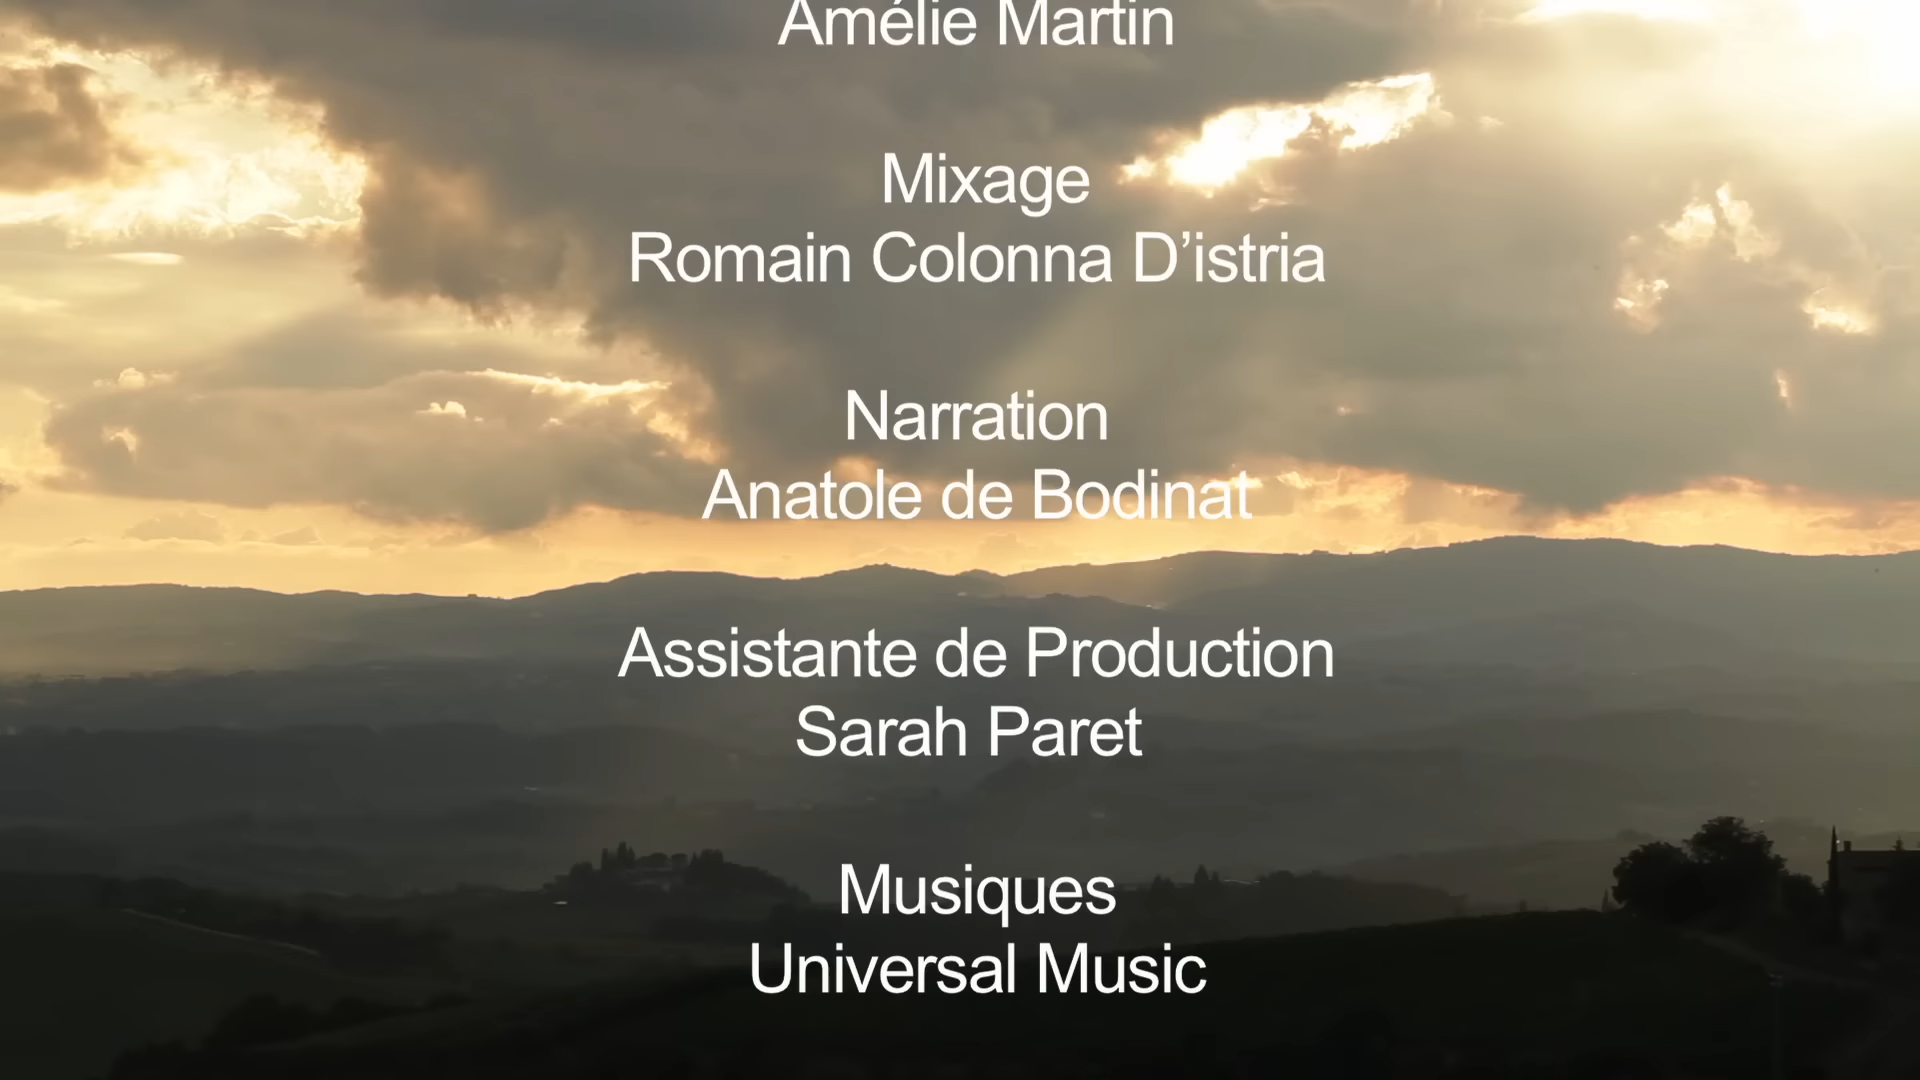 Amélie Martin
Mixage
Romain Colonna D’istria
Narration
Anatole de Bodinat
Assistante de Production
Sarah Paret
Musiques
Universal Music